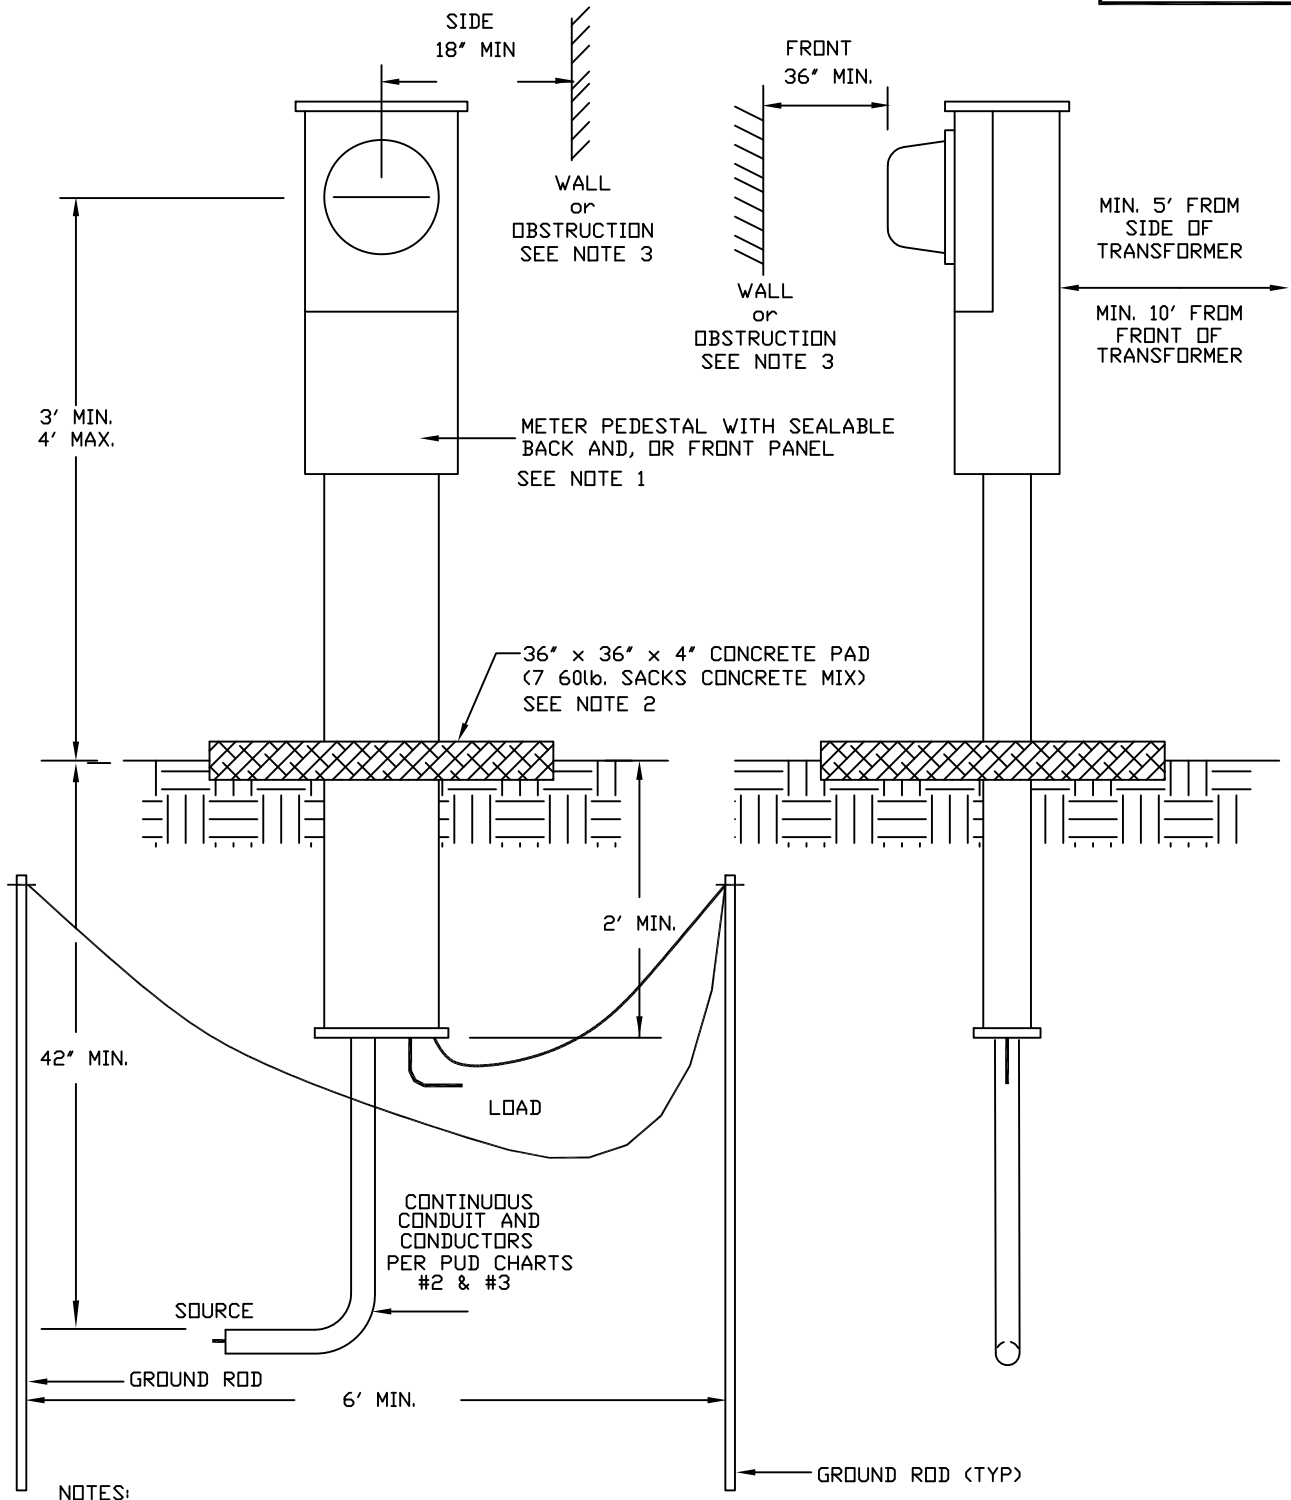 SIDE
18" MIN
FRONT
36" MIN.
WALL
or
OBSTRUCTION
SEE NOTE 3
WALL
or
OBSTRUCTION
SEE NOTE 3
MIN. 5' FROM
SIDE OF
TRANSFORMER
MIN. 10' FROM
FRONT OF
TRANSFORMER
3' MIN.
4' MAX.
METER PEDESTAL WITH SEALABLE
BACK AND, OR FRONT PANEL
SEE NOTE 1
36" x 36" x 4" CONCRETE PAD
(7 60lb. SACKS CONCRETE MIX)
SEE NOTE 2
2' MIN.
42" MIN.
LOAD
CONTINUOUS
CONDUIT AND
CONDUCTORS
PER PUD CHARTS
#2 & #3
SOURCE
GROUND ROD
6' MIN.
GROUND ROD (TYP)
NOTES: